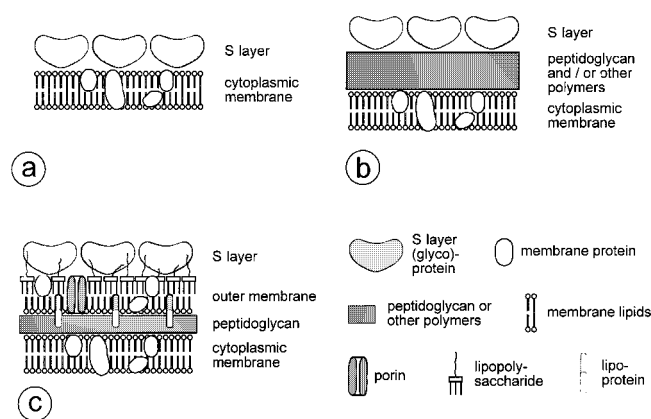 S layer
cytoplasmic
membrane
a
S layer
peptidoglycan
and / or other
polymers
cytoplasmic
membrane
b
S layer
outer membrane
peptidoglycan
cytoplasmic
membrane
c
S layer
(glyco)-
protein
membrane protein
peptidoglycan or
other polymers
membrane lipids
porin
lipopoly-
saccharide
lipo-
protein